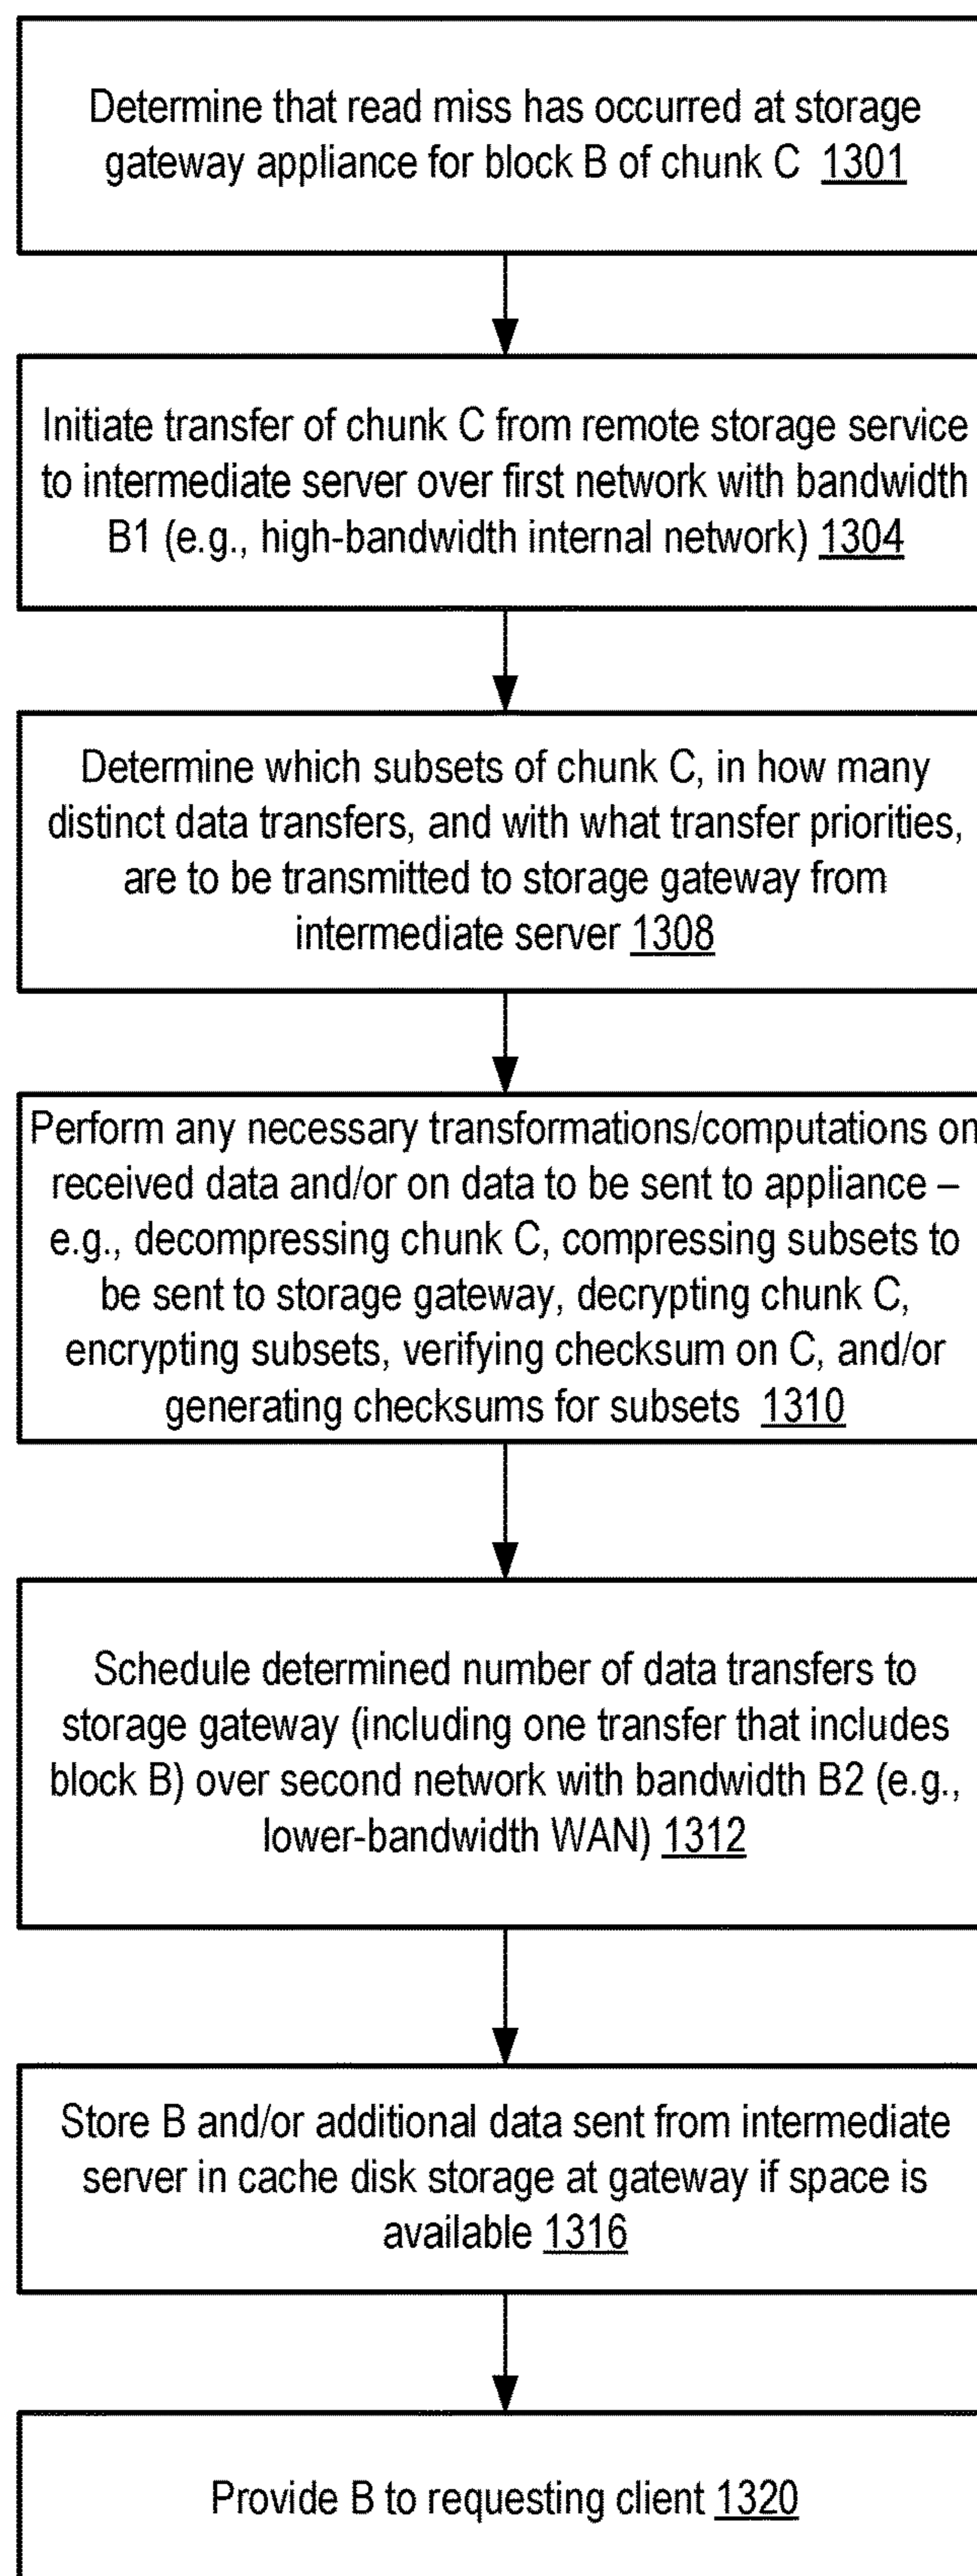 Determine that read miss has occurred at storage
gateway appliance for block B of chunk C 1301
Initiate transfer of chunk C from remote storage service
to intermediate server over first network with bandwidth
B1 (e.g., high-bandwidth internal network) 1304
Determine which subsets of chunk C, in how many
distinct data transfers, and with what transfer priorities,
are to be transmitted to storage gateway from
intermediate server 1308
Perform any necessary transformations/computations on
received data and/or on data to be sent to appliance –
e.g., decompressing chunk C, compressing subsets to
be sent to storage gateway, decrypting chunk C,
encrypting subsets, verifying checksum on C, and/or
generating checksums for subsets 1310
Schedule determined number of data transfers to
storage gateway (including one transfer that includes
block B) over second network with bandwidth B2 (e.g.,
lower-bandwidth WAN) 1312
Store B and/or additional data sent from intermediate
server in cache disk storage at gateway if space is
available 1316
Provide B to requesting client 1320